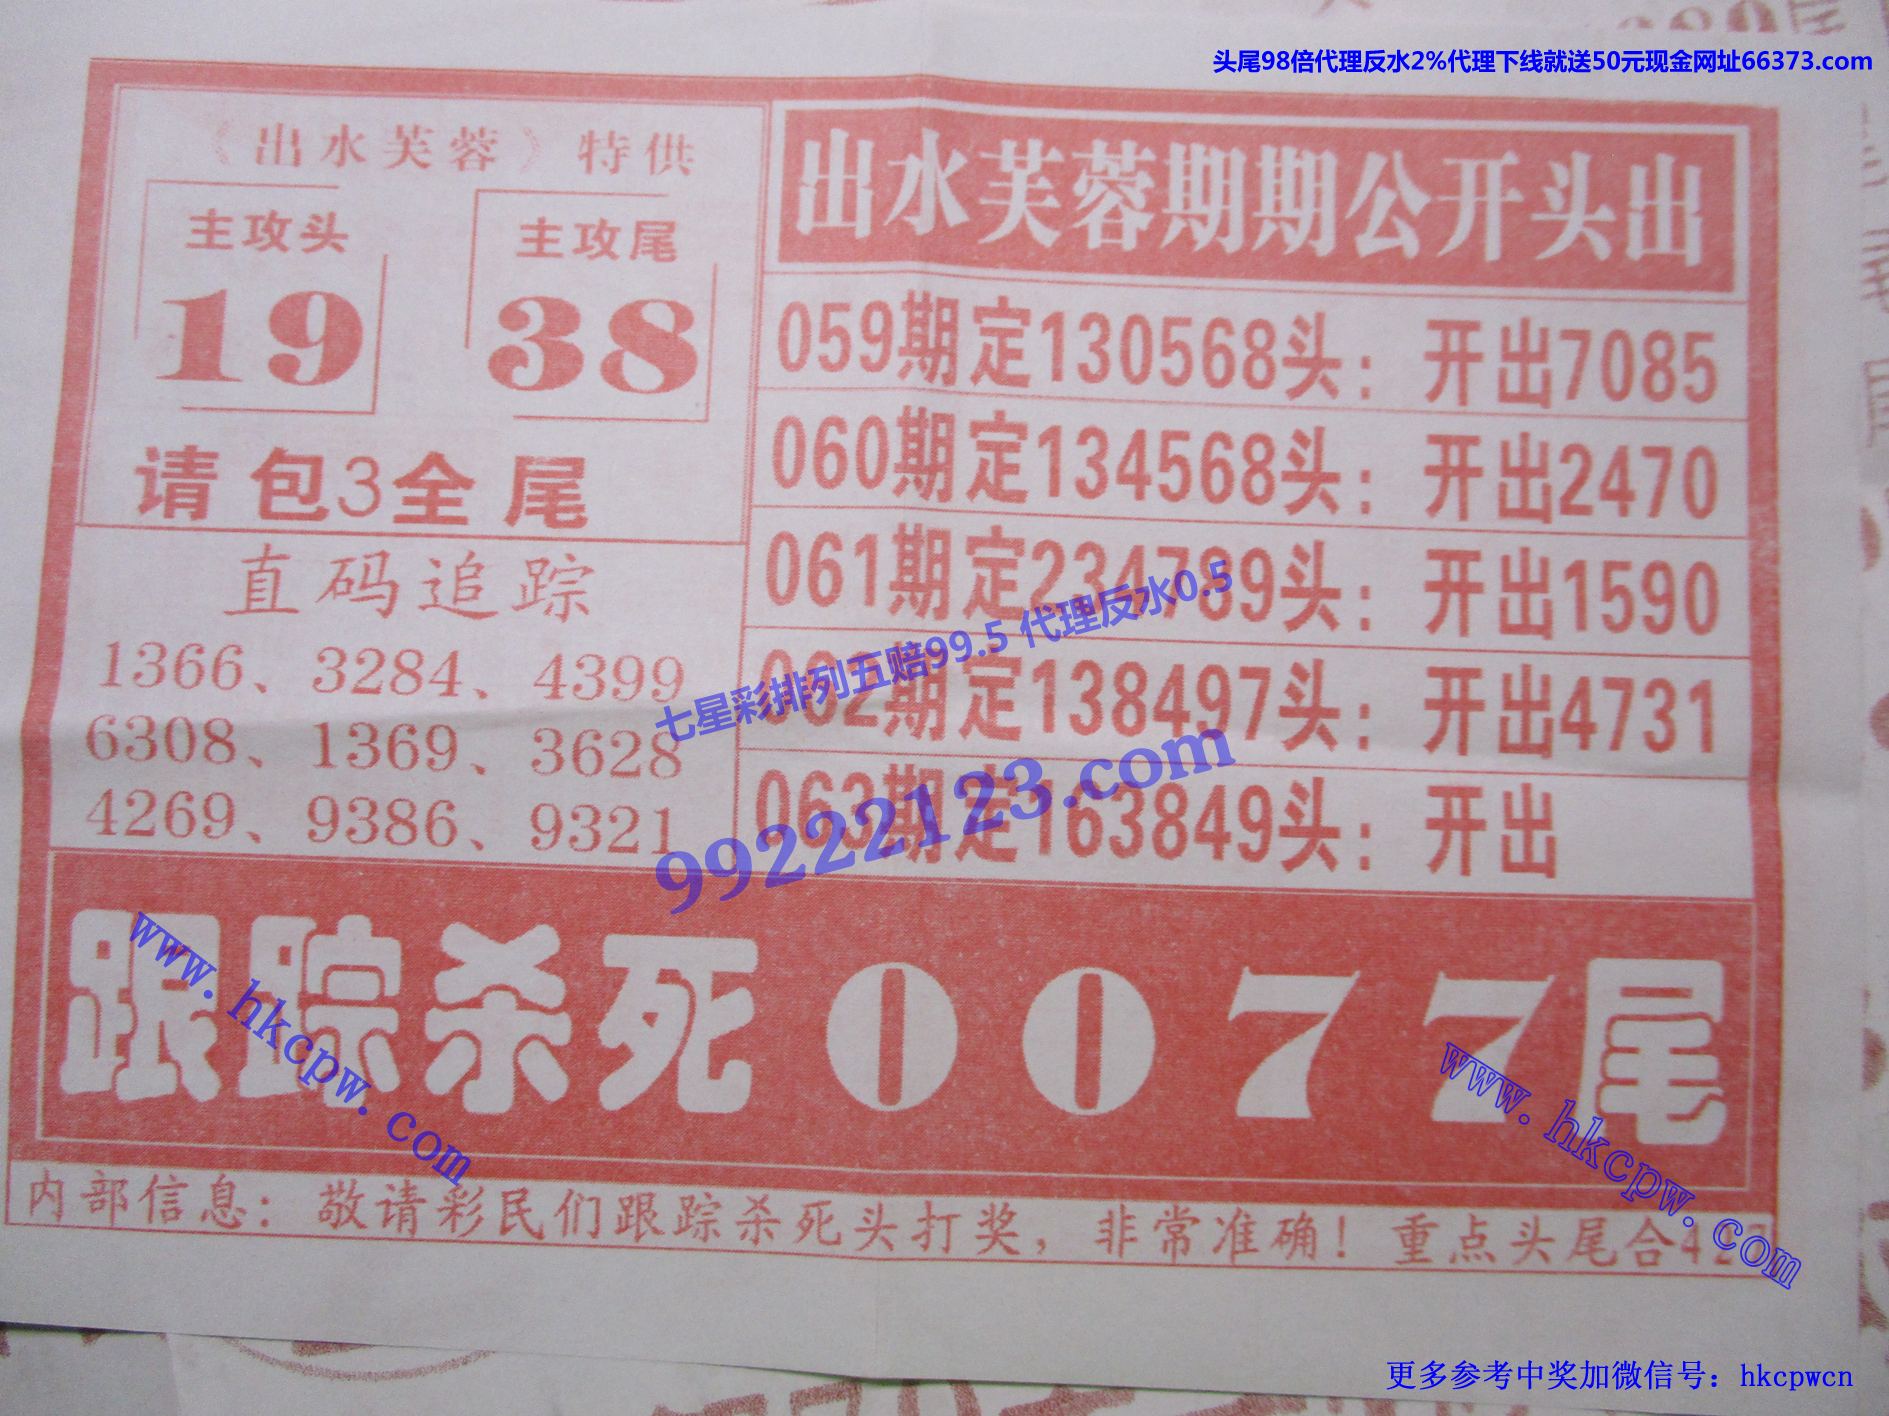 头尾98倍代理反水2%代理下线就送50元现金网址66373.com
《出水芙蓉》特供
主攻头
19
主攻尾
38
请包3全尾
直码追踪
1366、3284、4399
6308、1369、3628
4269、9386、9321
出水芙蓉期期公开头出
059期定130568头：开出7085
060期定134568头：开出2470
061期定234789头：开出1590
062期定138497头：开出4731
063期定163849头：开出
七星彩排列五赔99.5 代理反水0.5
99222123.com
跟踪杀死0077尾
www.hkcpw.com
www.hkcpw.com
内部信息：敬请彩民们跟踪杀死头打奖，非常准确！重点头尾合4
更多参考中奖加微信号：hkcpwcn